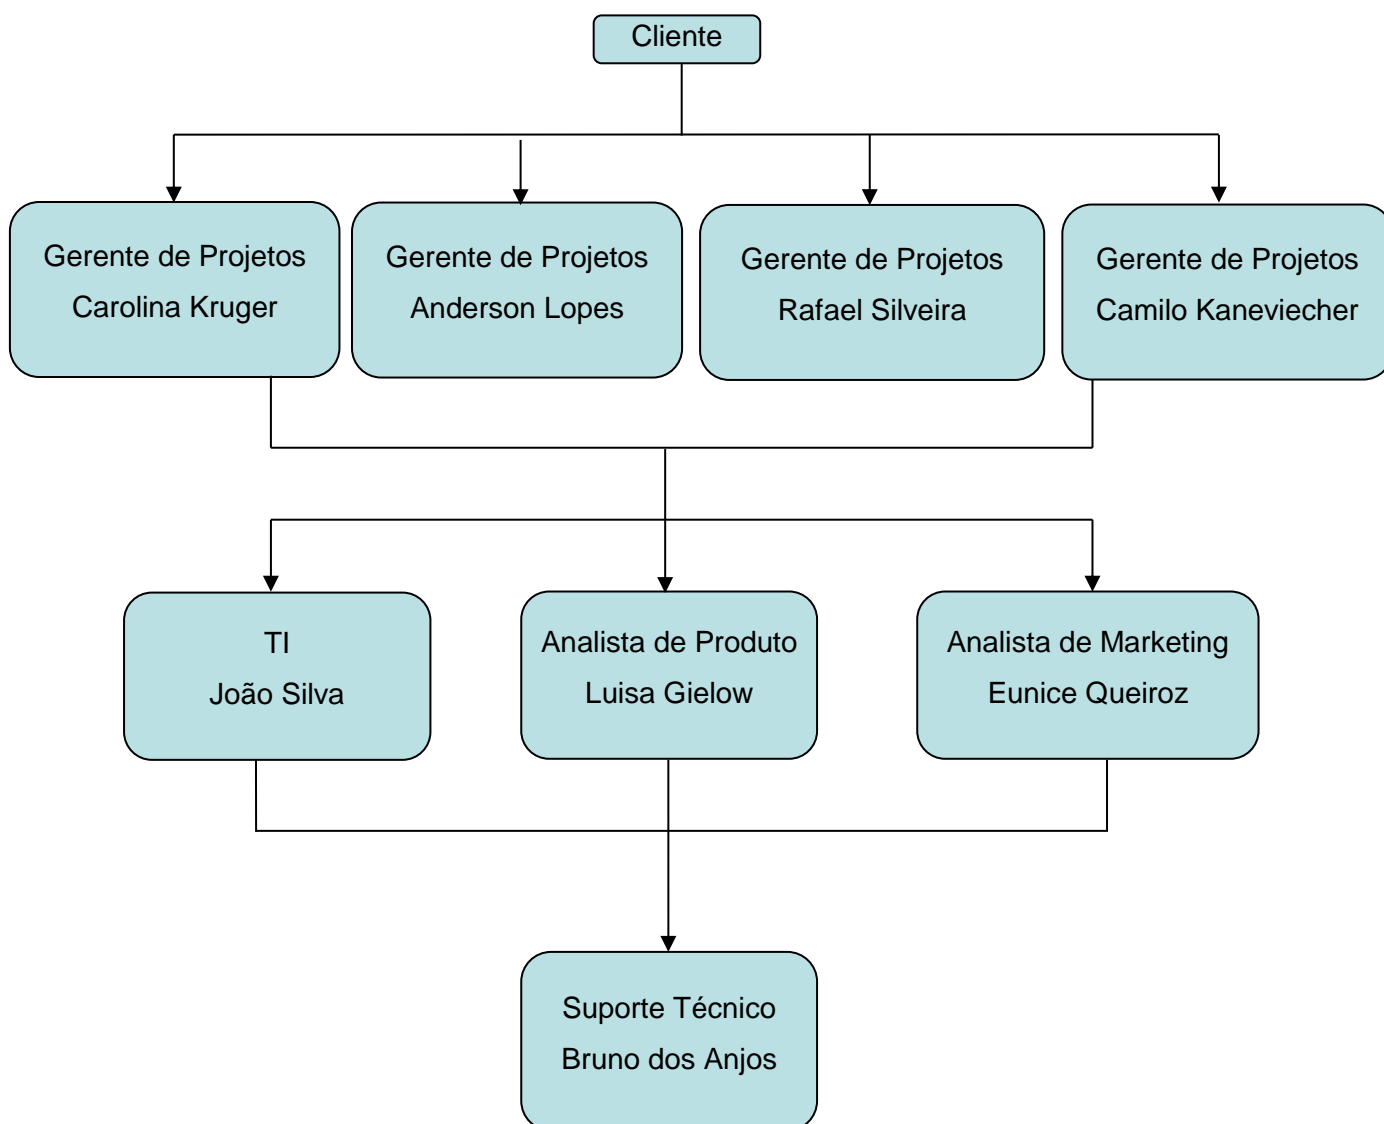 Cliente
Gerente de Projetos
Carolina Kruger
Gerente de Projetos
Anderson Lopes
Gerente de Projetos
Rafael Silveira
Gerente de Projetos
Camilo Kaneviecher
TI
João Silva
Analista de Produto
Luisa Gielow
Analista de Marketing
Eunice Queiroz
Suporte Técnico
Bruno dos Anjos